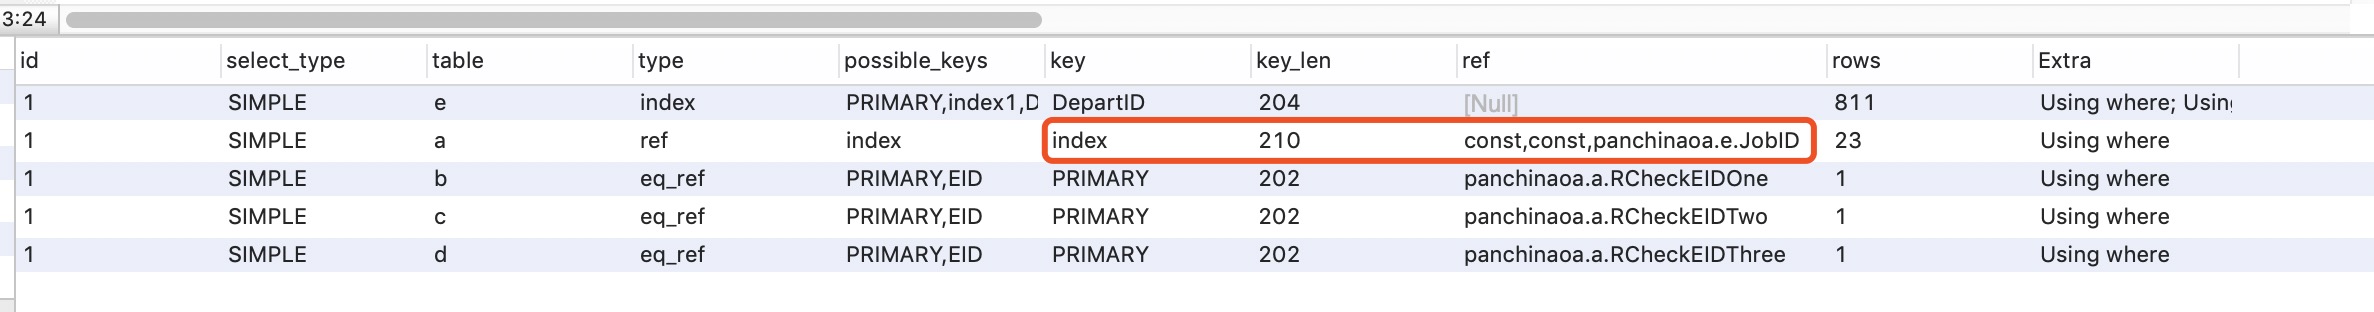 3:24
id select_type table type possible_keys key key_len ref rows Extra
1 SIMPLE e index PRIMARY,index1,D DepartID 204 [Null] 811 Using where; Using
1 SIMPLE a ref index index 210 const,const,panchinaoa.e.JobID 23 Using where
1 SIMPLE b eq_ref PRIMARY,EID PRIMARY 202 panchinaoa.a.RCheckEIDOne 1 Using where
1 SIMPLE c eq_ref PRIMARY,EID PRIMARY 202 panchinaoa.a.RCheckEIDTwo 1 Using where
1 SIMPLE d eq_ref PRIMARY,EID PRIMARY 202 panchinaoa.a.RCheckEIDThree 1 Using where